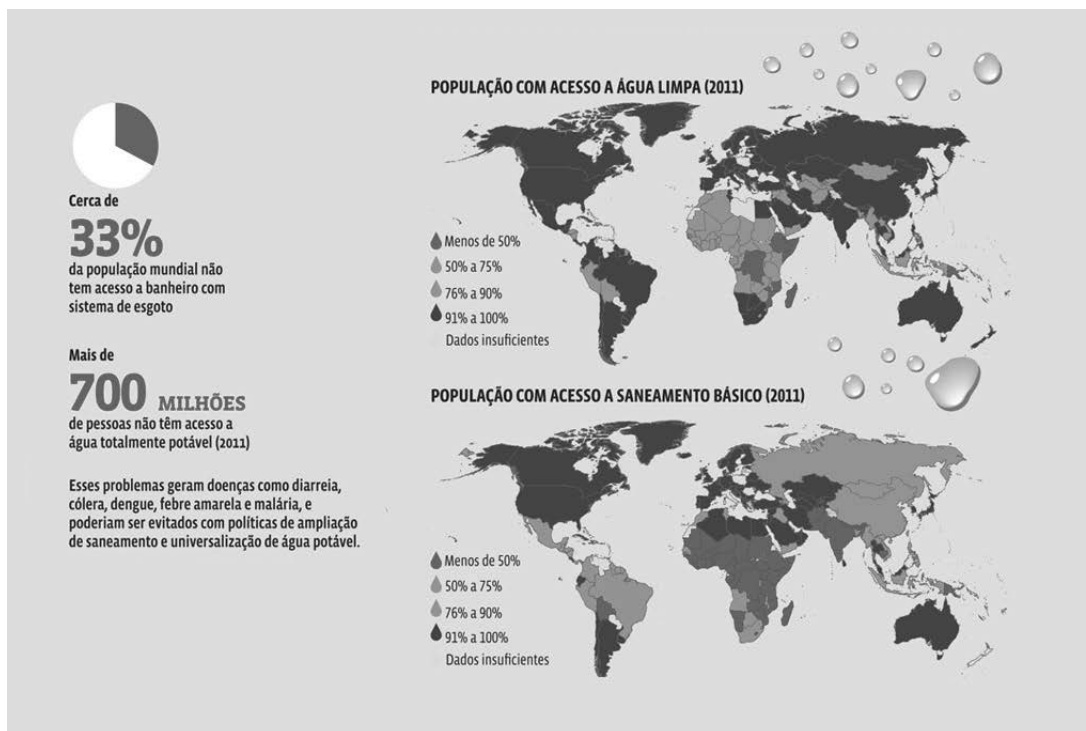 Cerca de
33%
da população mundial não
tem acesso a banheiro com
sistema de esgoto
Mais de
700 MILHÕES
de pessoas não têm acesso a
água totalmente potável (2011)
Esses problemas geram doenças como diarreia,
cólera, dengue, febre amarela e malária, e
poderiam ser evitados com políticas de ampliação
de saneamento e universalização de água potável.
POPULAÇÃO COM ACESSO A ÁGUA LIMPA (2011)
Menos de 50%
50% a 75%
76% a 90%
91% a 100%
Dados insuficientes
POPULAÇÃO COM ACESSO A SANEAMENTO BÁSICO (2011)
Menos de 50%
50% a 75%
76% a 90%
91% a 100%
Dados insuficientes